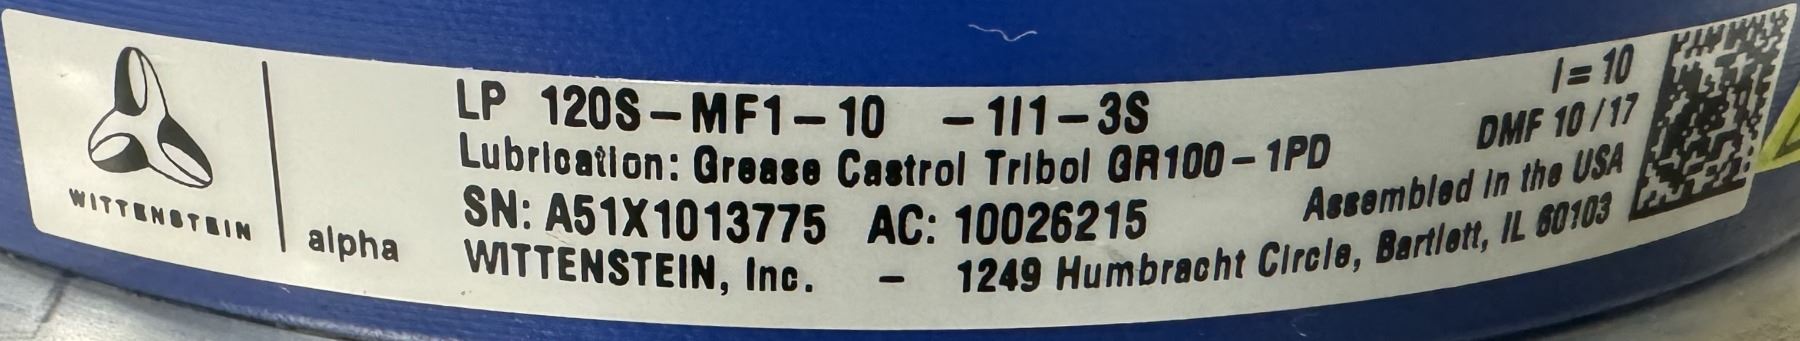 WITTENSTEIN
alpha
LP 120S-MF1-10 -1I1-3S
i= 10
Lubrication: Grease Castrol Tribol GR100-1PD
DMF 10/17
SN: A51X1013775 AC: 10026215
Assembled in the USA
WITTENSTEIN, Inc. - 1249 Humbracht Circle, Bartlett, IL 60103